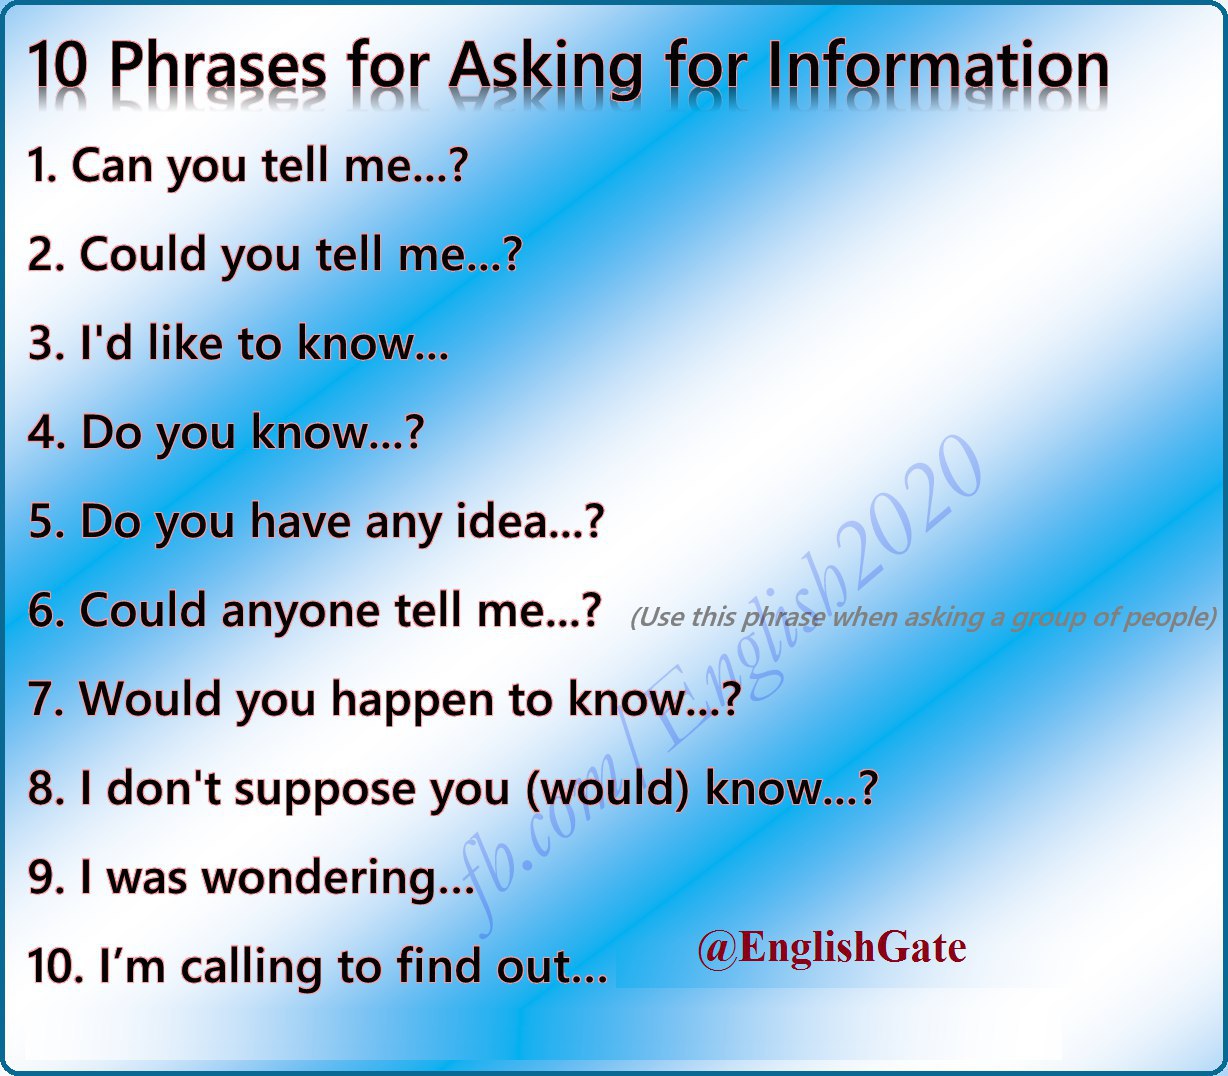 10 Phrases for Asking for Information
1. Can you tell me...?
2. Could you tell me...?
3. I'd like to know...
4. Do you know...?
5. Do you have any idea...?
6. Could anyone tell me...? (Use this phrase when asking a group of people)
7. Would you happen to know...?
8. I don't suppose you (would) know...?
9. I was wondering...
10. I’m calling to find out...
@EnglishGate
fb.com/English2020